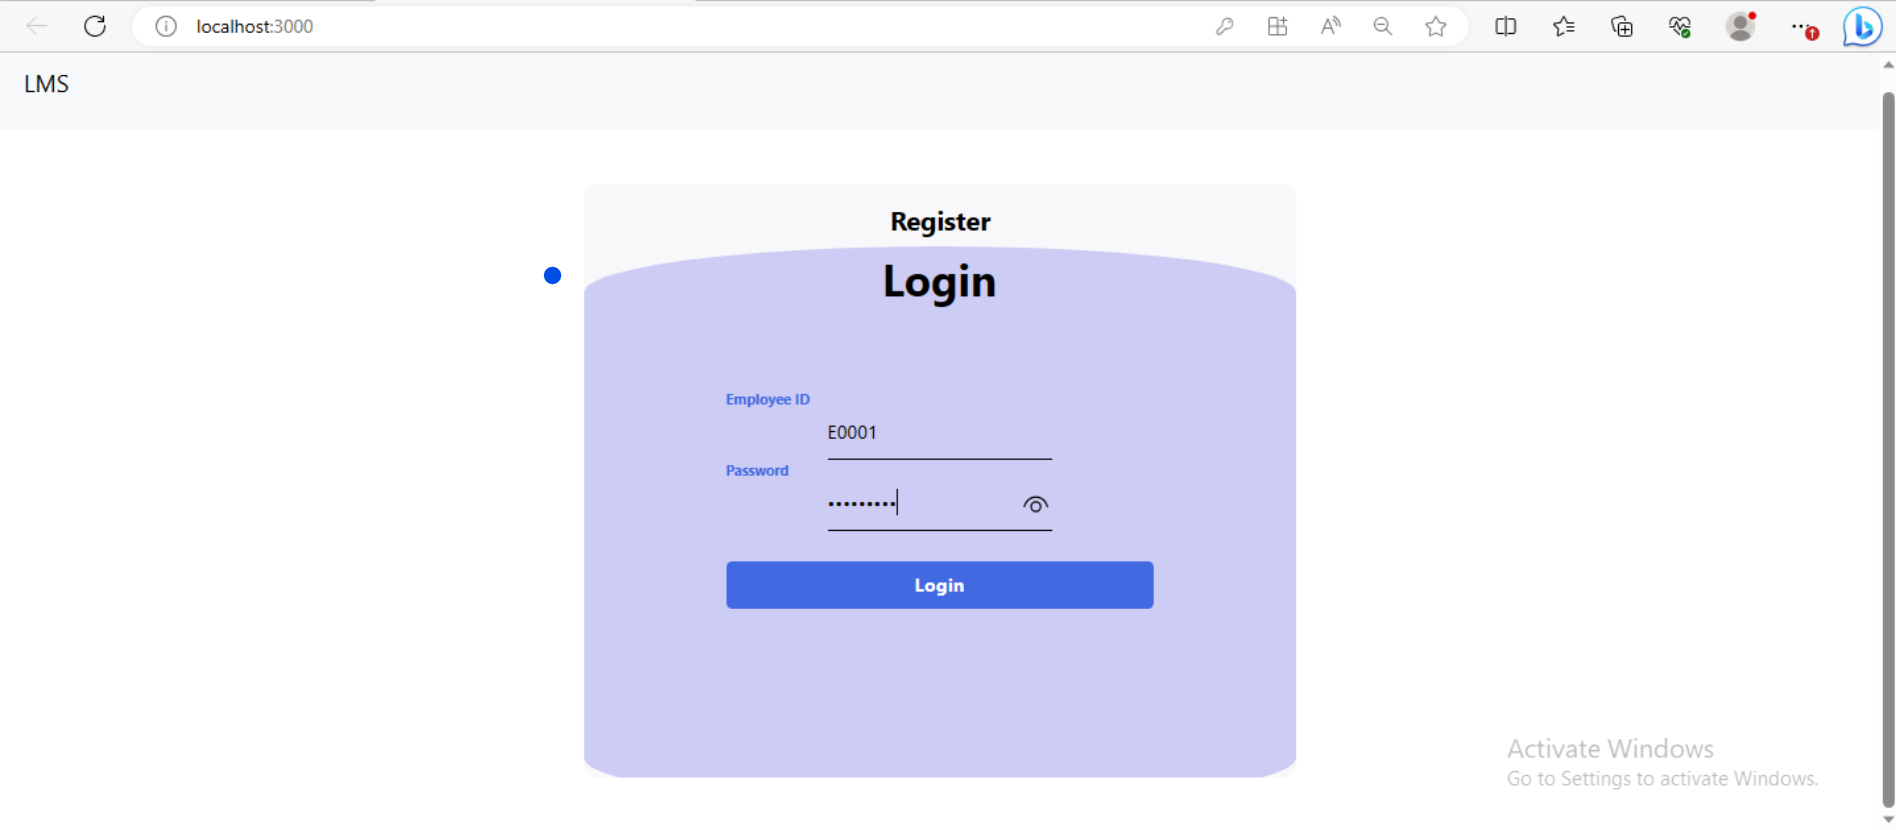 localhost:3000
LMS
Register
Login
Employee ID
E0001
Password
•••••••••
Login
Activate Windows
Go to Settings to activate Windows.